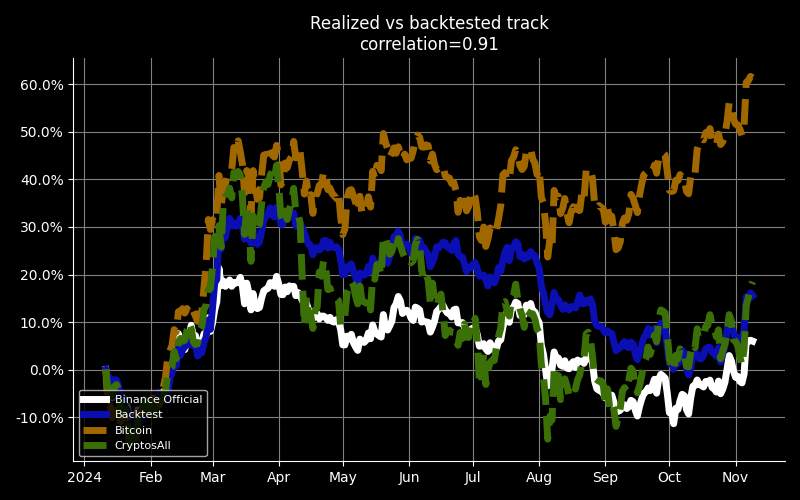 Realized vs backtested track
correlation=0.91
60.0%
50.0%
40.0%
30.0%
20.0%
10.0%
0.0%
-10.0%
Binance Official
Backtest
Bitcoin
CryptosAll
2024 Feb Mar Apr May Jun Jul Aug Sep Oct Nov